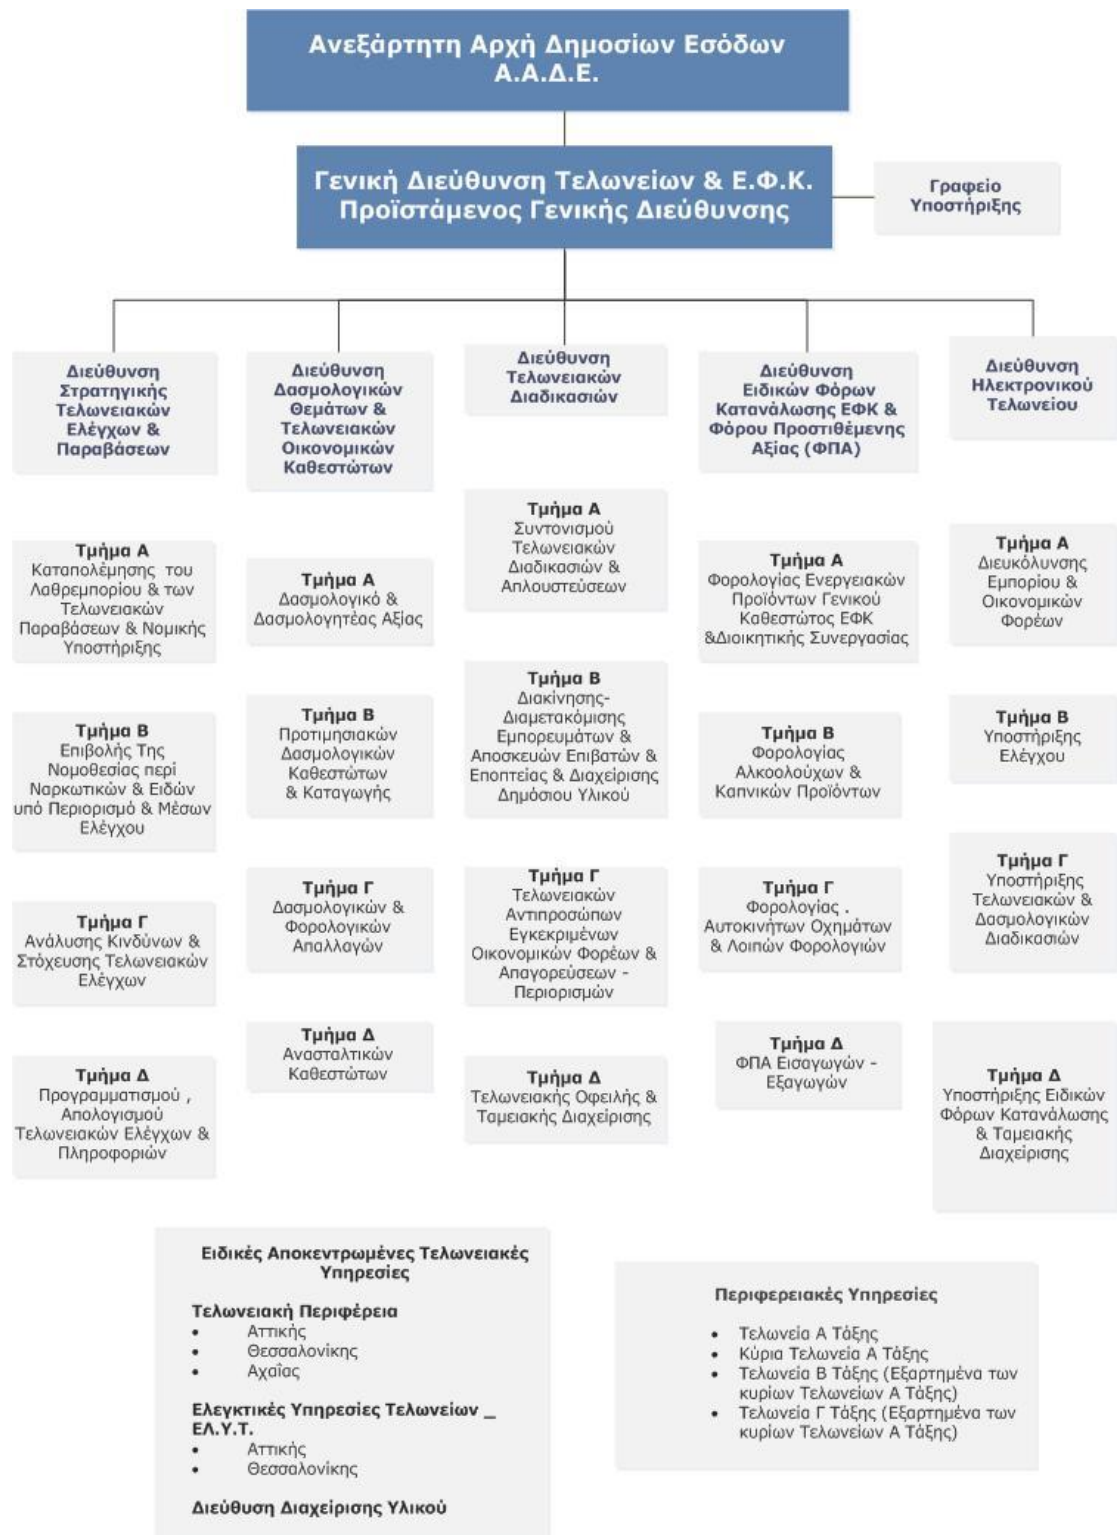 Ανεξάρτητη Αρχή Δημοσίων Εσόδων
Α.Α.Δ.Ε.
Γενική Διεύθυνση Τελωνείων & Ε.Φ.Κ.
Προϊστάμενος Γενικής Διεύθυνσης
Γραφείο
Υποστήριξης
Διεύθυνση
Στρατηγικής
Τελωνειακών
Ελέγχων &
Παραβάσεων
Τμήμα Α
Καταπολέμησης του
Λαθρεμπορίου & των
Τελωνειακών
Παραβάσεων & Νομικής
Υποστήριξης
Τμήμα Β
Επιβολής Της
Νομοθεσίας περί
Ναρκωτικών & Ειδών
υπό Περιορισμό & Μέσων
Ελέγχου
Τμήμα Γ
Ανάλυσης Κινδύνων &
Στόχευσης Τελωνειακών
Ελέγχων
Τμήμα Δ
Προγραμματισμού ,
Απολογισμού
Τελωνειακών Ελέγχων &
Πληροφοριών
Διεύθυνση
Δασμολογικών
Θεμάτων &
Τελωνειακών
Οικονομικών
Καθεστώτων
Τμήμα Α
Δασμολογικό &
Δασμολογητέας Αξίας
Τμήμα Β
Προτιμησιακών
Δασμολογικών
Καθεστώτων
& Καταγωγής
Τμήμα Γ
Δασμολογικών &
Φορολογικών
Απαλλαγών
Τμήμα Δ
Ανασταλτικών
Καθεστώτων
Διεύθυνση
Τελωνειακών
Διαδικασιών
Τμήμα Α
Συντονισμού
Τελωνειακών
Διαδικασιών &
Απλουστεύσεων
Τμήμα Β
Διακίνησης-
Διαμετακόμισης
Εμπορευμάτων &
Αποσκευών Επιβατών &
Εποπτείας & Διαχείρισης
Δημόσιου Υλικού
Τμήμα Γ
Τελωνειακών
Αντιπροσώπων
Εγκεκριμένων
Οικονομικών Φορέων &
Απαγορεύσεων -
Περιορισμών
Τμήμα Δ
Τελωνειακής Οφειλής &
Ταμειακής Διαχείρισης
Διεύθυνση
Ειδικών Φόρων
Κατανάλωσης ΕΦΚ &
Φόρου Προστιθέμενης
Αξίας (ΦΠΑ)
Τμήμα Α
Φορολογίας Ενεργειακών
Προϊόντων Γενικού
Καθεστώτος ΕΦΚ
&Διοικητικής Συνεργασίας
Τμήμα Β
Φορολογίας
Αλκοολούχων &
Καπνικών Προϊόντων
Τμήμα Γ
Φορολογίας .
Αυτοκινήτων Οχημάτων
& Λοιπών Φορολογιών
Τμήμα Δ
ΦΠΑ Εισαγωγών -
Εξαγωγών
Διεύθυνση
Ηλεκτρονικού
Τελωνείου
Τμήμα Α
Διευκόλυνσης
Εμπορίου &
Οικονομικών
Φορέων
Τμήμα Β
Υποστήριξης
Ελέγχου
Τμήμα Γ
Υποστήριξης
Τελωνειακών &
Δασμολογικών
Διαδικασιών
Τμήμα Δ
Υποστήριξης Ειδικών
Φόρων Κατανάλωσης
& Ταμειακής
Διαχείρισης
Ειδικές Αποκεντρωμένες Τελωνειακές
Υπηρεσίες
Τελωνειακή Περιφέρεια
• Αττικής
• Θεσσαλονίκης
• Αχαΐας
Ελεγκτικές Υπηρεσίες Τελωνείων _
ΕΛ.Υ.Τ.
• Αττικής
• Θεσσαλονίκης
Διεύθυση Διαχείρισης Υλικού
Περιφερειακές Υπηρεσίες
• Τελωνεία Α Τάξης
• Κύρια Τελωνεία Α Τάξης
• Τελωνεία Β Τάξης (Εξαρτημένα των
κυρίων Τελωνείων Α Τάξης)
• Τελωνεία Γ Τάξης (Εξαρτημένα των
κυρίων Τελωνείων Α Τάξης)